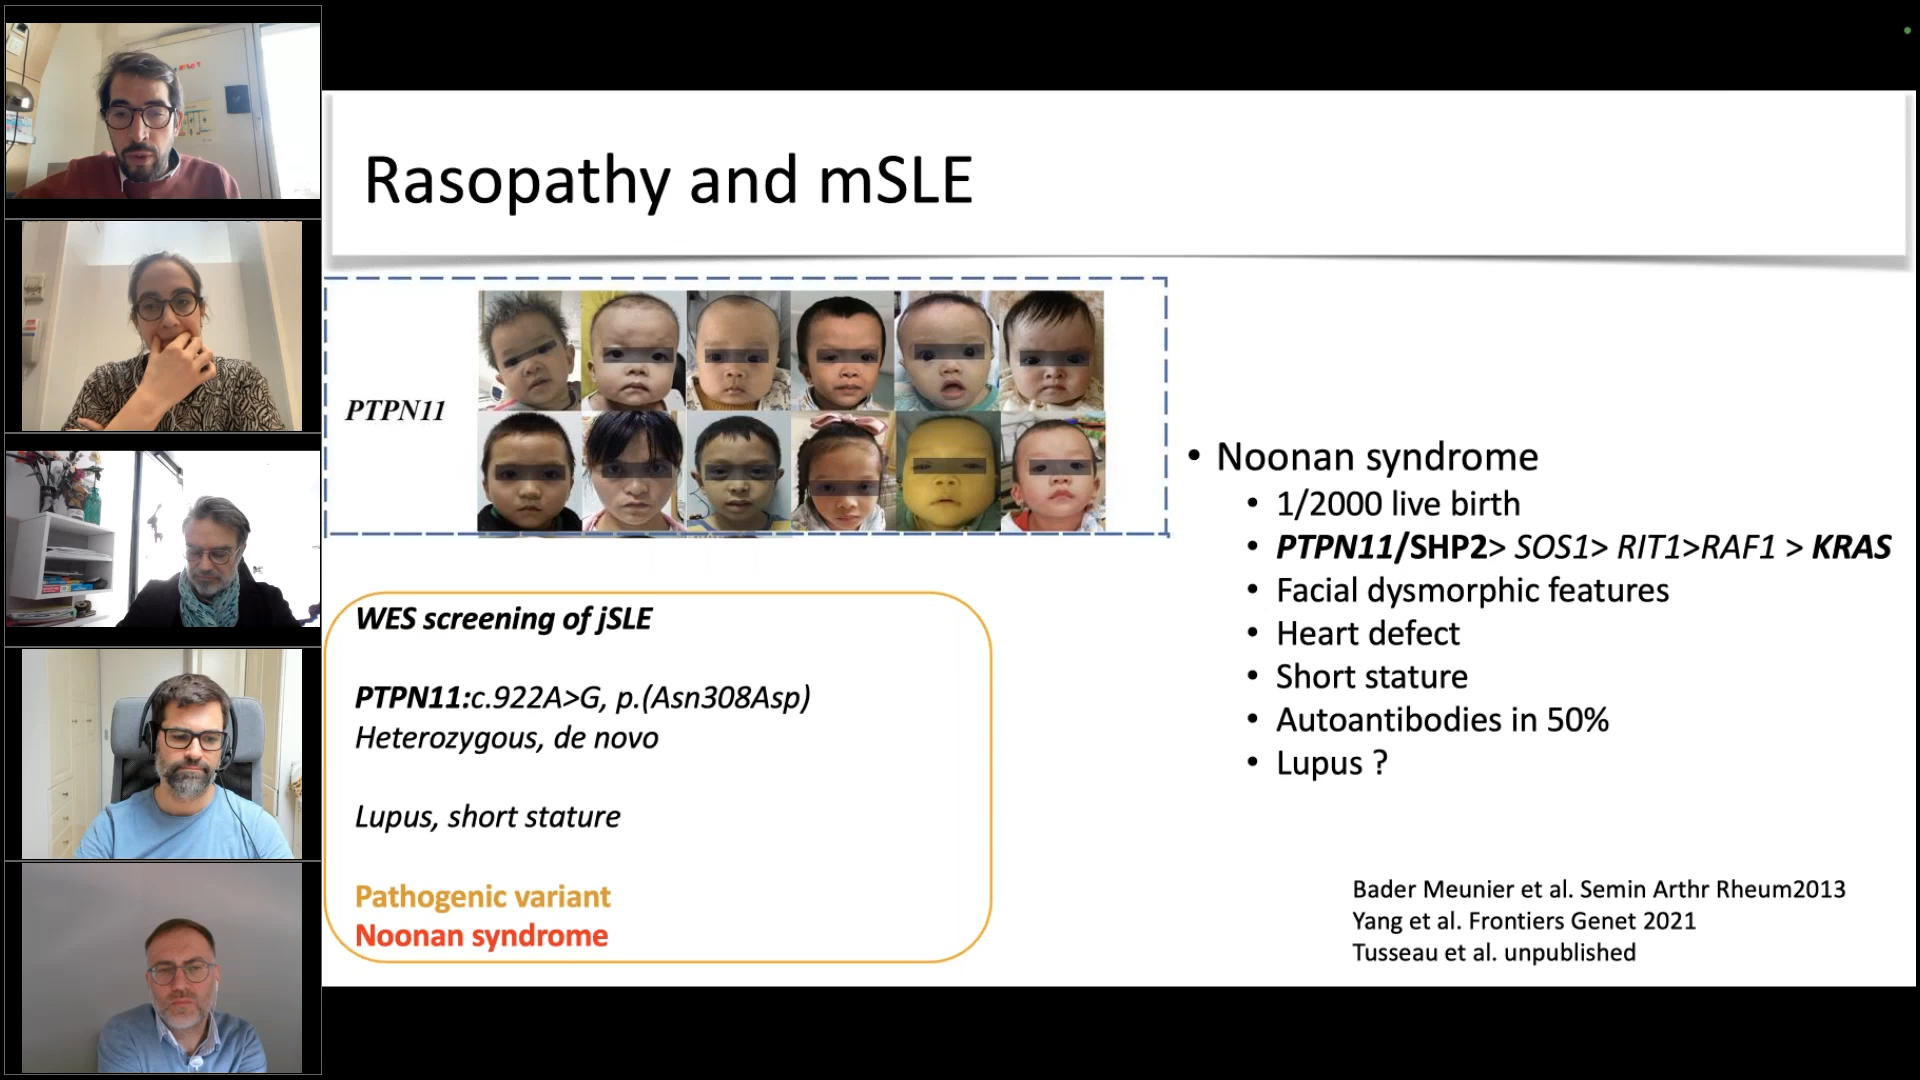 Rasopathy and mSLE
PTPN11
WES screening of jSLE
PTPN11:c.922A>G, p.(Asn308Asp)
Heterozygous, de novo
Lupus, short stature
Pathogenic variant
Noonan syndrome
• Noonan syndrome
• 1/2000 live birth
• PTPN11/SHP2> SOS1> RIT1>RAF1 > KRAS
• Facial dysmorphic features
• Heart defect
• Short stature
• Autoantibodies in 50%
• Lupus ?
Bader Meunier et al. Semin Arthr Rheum2013
Yang et al. Frontiers Genet 2021
Tusseau et al. unpublished